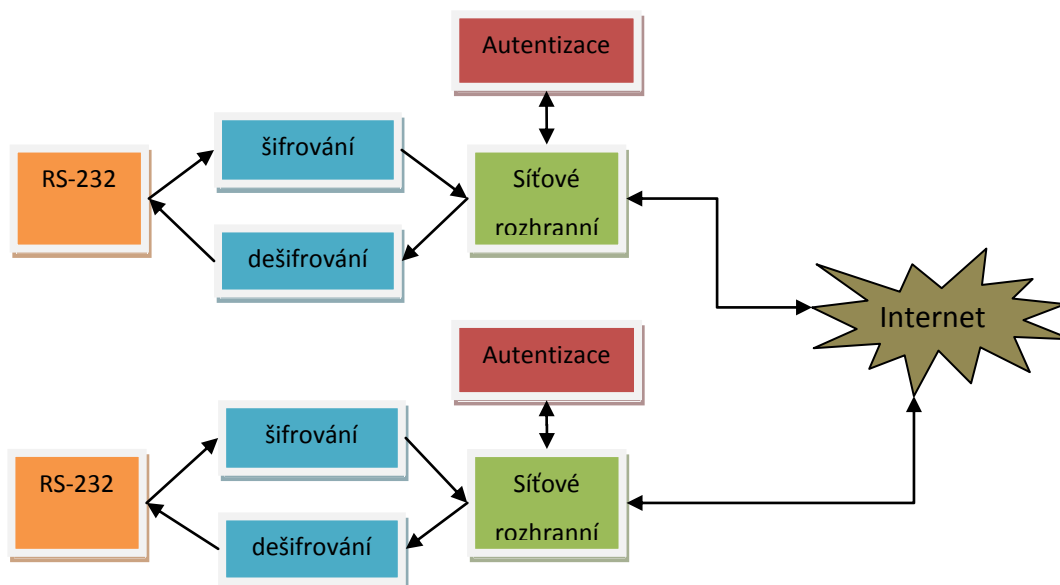 Autentizace
šifrování
RS-232
Síťové
rozhranní
dešifrování
Internet
Autentizace
šifrování
RS-232
Síťové
rozhranní
dešifrování